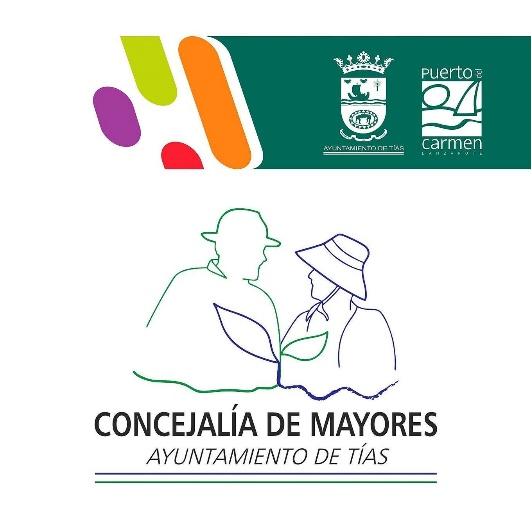 AYUNTAMIENTO DE TÍAS
Puerto del
Carmen
LANZAROTE
CONCEJALÍA DE MAYORES
AYUNTAMIENTO DE TÍAS